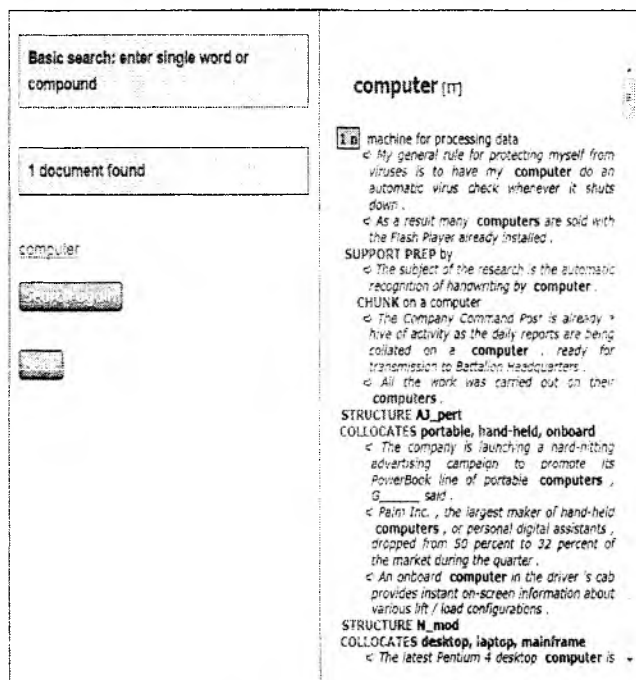 Basic search: enter single word or
compound
1 document found
computer
Search again
computer [IT]
1 n machine for processing data
< My general rule for protecting myself from
viruses is to have my computer do an
automatic virus check wherever it shuts
down .
< As a result many computers are sold with
the Flash Player already installed .
SUPPORT PREP by
< The subject of the research is the automatic
recognition of handwriting by computer .
CHUNK on a computer
< The Company Command Post is already a
hive of activity as the daily reports are being
collated on a computer , ready for
transmission to Battalion Headquarters .
< All the work was carried out on their
computers .
STRUCTURE AJ_pert
COLLOCATES portable, hand-held, onboard
< The company is launching a hard-hitting
advertising campaign to promote its
PowerBook line of portable computers ,
G_____ said .
< Palm Inc. , the largest maker of hand-held
computers , or personal digital assistants ,
dropped from 50 percent to 32 percent of
the market during the quarter .
< An onboard computer in the driver 's cab
provides instant on-screen information about
various lift / load configurations .
STRUCTURE N_mod
COLLOCATES desktop, laptop, mainframe
< The latest Pentium 4 desktop computer is